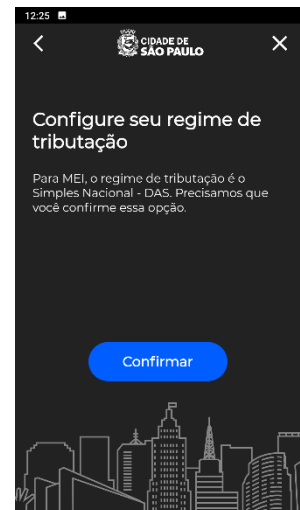 12:25
CIDADE DE
SÃO PAULO
Configure seu regime de
tributação
Para MEI, o regime de tributação é o
Simples Nacional - DAS. Precisamos que
você confirme essa opção.
Confirmar